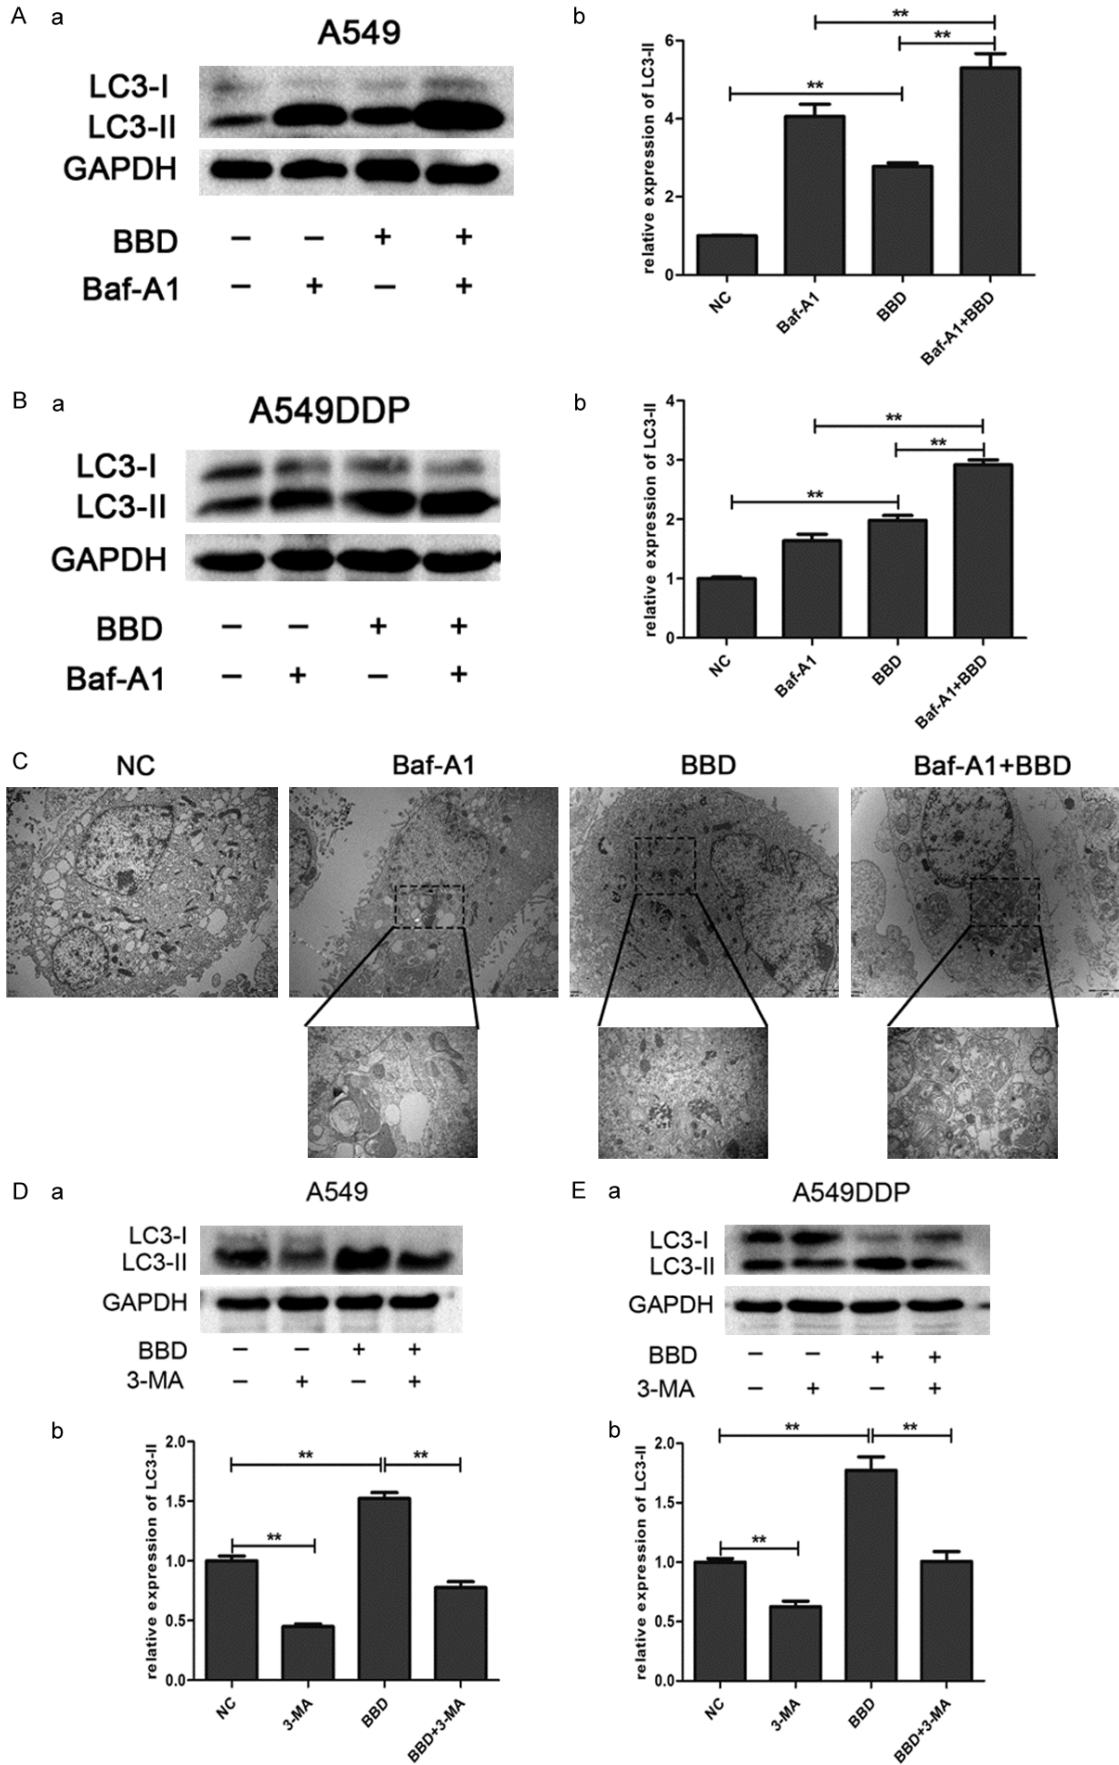 A a
A549
LC3-I
LC3-II
GAPDH
BBD − − + +
Baf-A1 − + − +
b
relative expression of LC3-II
6
4
2
0
**
**
**
NC
Baf-A1
BBD
Baf-A1+BBD
B a
A549DDP
LC3-I
LC3-II
GAPDH
BBD − − + +
Baf-A1 − + − +
b
relative expression of LC3-II
4
3
2
1
0
**
**
**
NC
Baf-A1
BBD
Baf-A1+BBD
C NC Baf-A1 BBD Baf-A1+BBD
D a
A549
LC3-I
LC3-II
GAPDH
BBD − − + +
3-MA − + − +
b
relative expression of LC3-II
2.0
1.5
1.0
0.5
0.0
** **
**
NC
3-MA
BBD
BBD+3-MA
E a
A549DDP
LC3-I
LC3-II
GAPDH
BBD − − + +
3-MA − + − +
b
relative expression of LC3-II
2.0
1.5
1.0
0.5
0.0
** **
**
NC
3-MA
BBD
BBD+3-MA